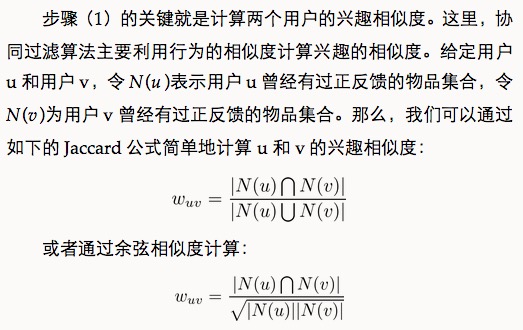 步骤（1）的关键就是计算两个用户的兴趣相似度。这里，协
同过滤算法主要利用行为的相似度计算兴趣的相似度。给定用户
u 和用户 v，令 N(u)表示用户 u 曾经有过正反馈的物品集合，令
N(v)为用户 v 曾经有过正反馈的物品集合。那么，我们可以通过
如下的 Jaccard 公式简单地计算 u 和 v 的兴趣相似度：
w_{uv} = \frac{|N(u) \bigcap N(v)|}{|N(u) \bigcup N(v)|}
或者通过余弦相似度计算：
w_{uv} = \frac{|N(u) \bigcap N(v)|}{\sqrt{|N(u)||N(v)|}}